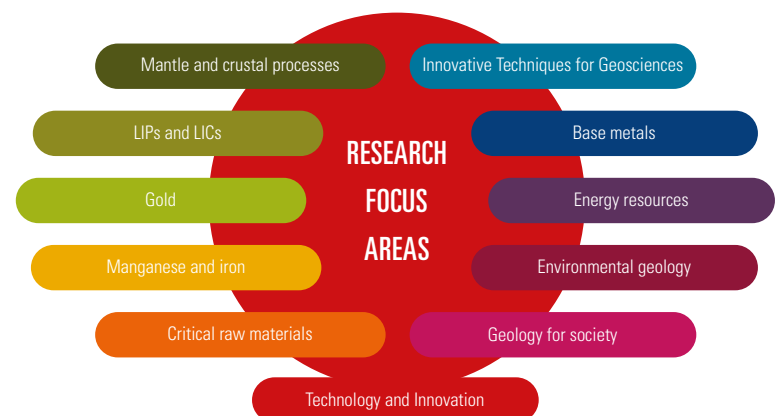 Mantle and crustal processes
Innovative Techniques for Geosciences
LIPs and LICs
Base metals
RESEARCH
FOCUS
AREAS
Gold
Energy resources
Manganese and iron
Environmental geology
Critical raw materials
Geology for society
Technology and Innovation